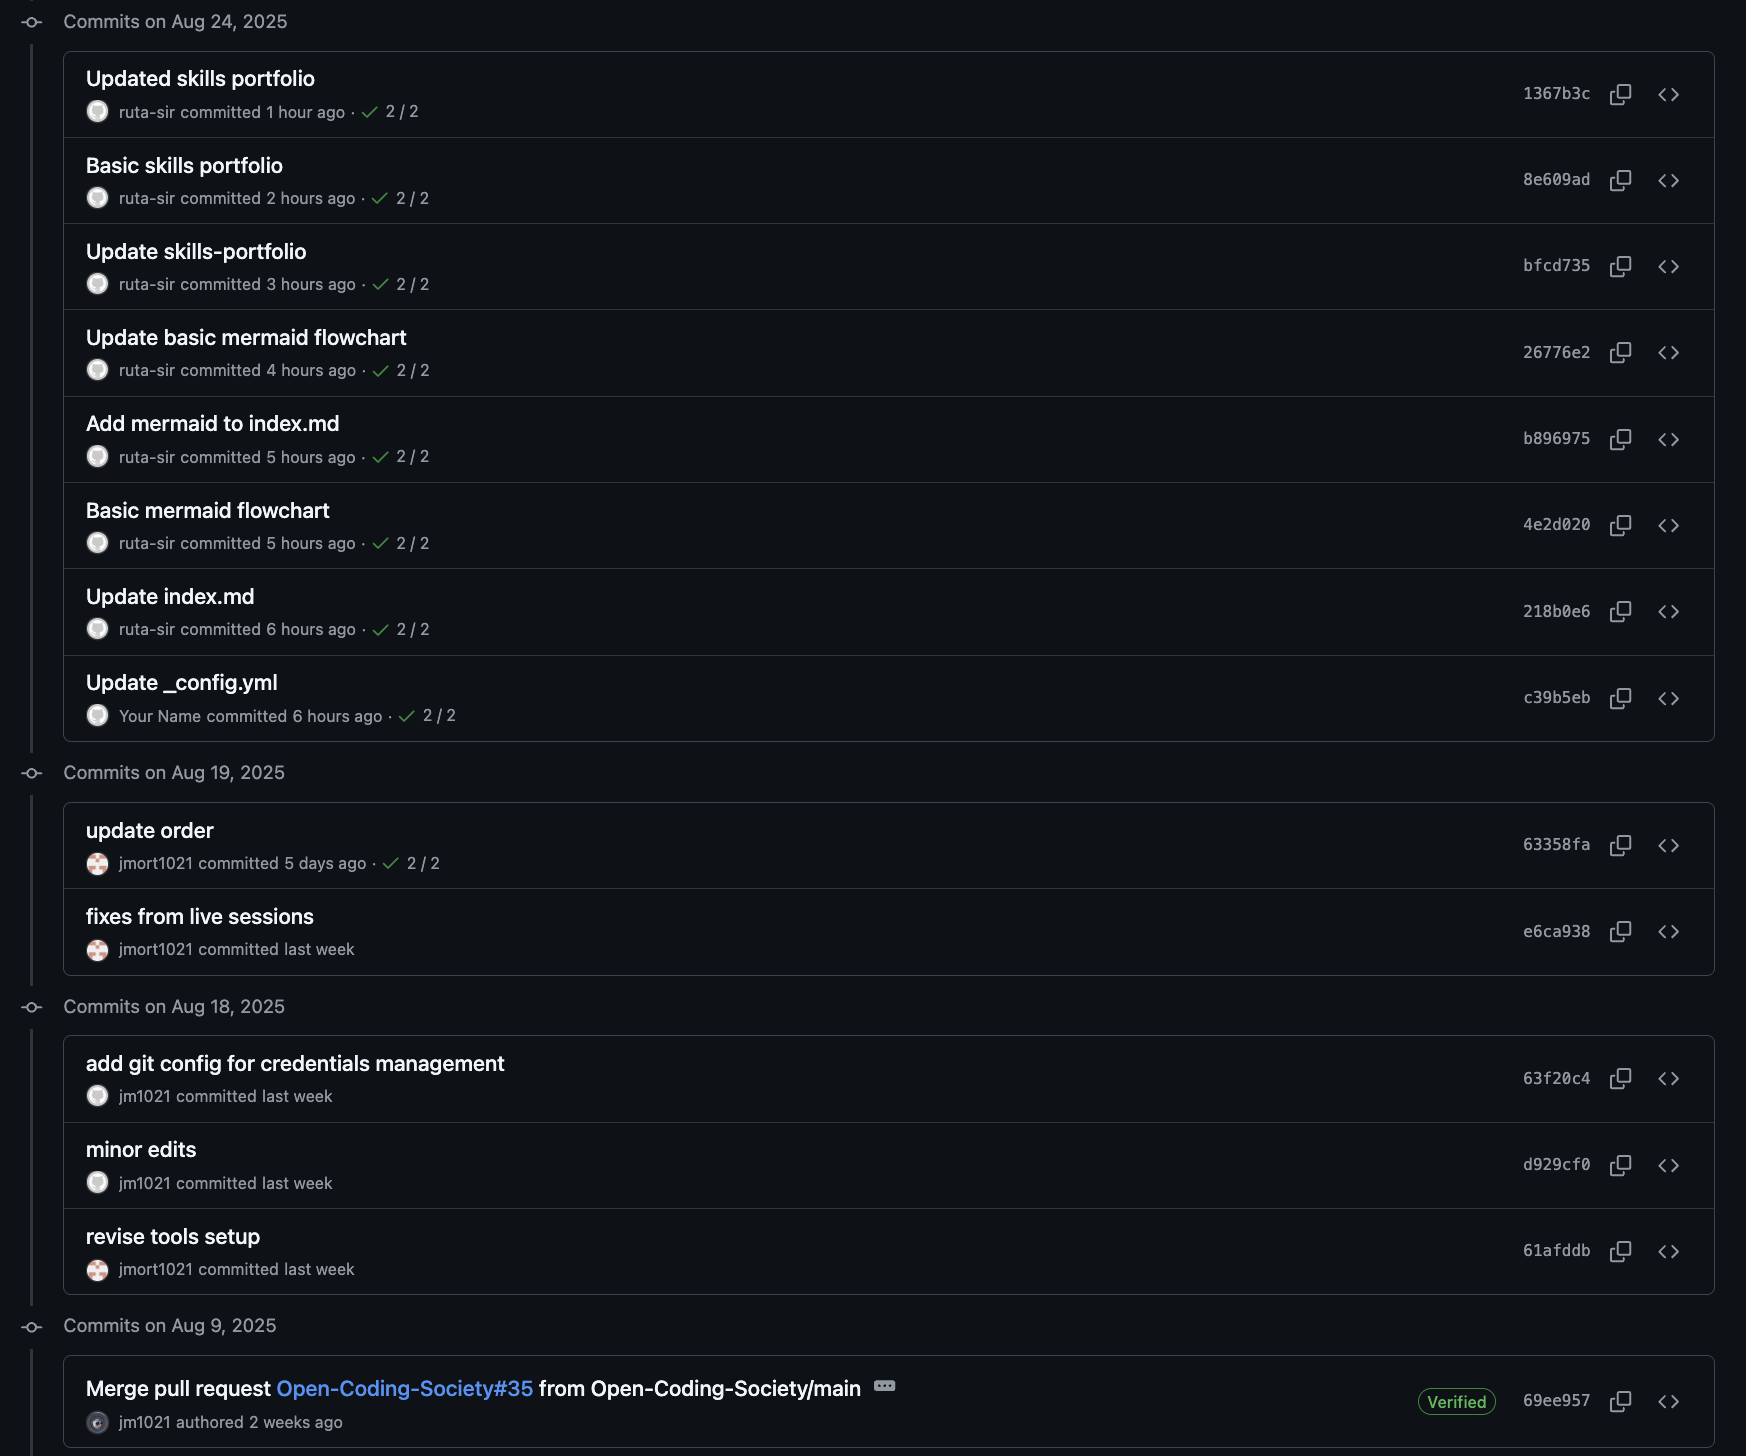 Commits on Aug 24, 2025
Updated skills portfolio
ruta-sir committed 1 hour ago · 2 / 2
1367b3c
Basic skills portfolio
ruta-sir committed 2 hours ago · 2 / 2
8e609ad
Update skills-portfolio
ruta-sir committed 3 hours ago · 2 / 2
bfcd735
Update basic mermaid flowchart
ruta-sir committed 4 hours ago · 2 / 2
26776e2
Add mermaid to index.md
ruta-sir committed 5 hours ago · 2 / 2
b896975
Basic mermaid flowchart
ruta-sir committed 5 hours ago · 2 / 2
4e2d020
Update index.md
ruta-sir committed 6 hours ago · 2 / 2
218b0e6
Update _config.yml
Your Name committed 6 hours ago · 2 / 2
c39b5eb
Commits on Aug 19, 2025
update order
jmort1021 committed 5 days ago · 2 / 2
63358fa
fixes from live sessions
jmort1021 committed last week
e6ca938
Commits on Aug 18, 2025
add git config for credentials management
jm1021 committed last week
63f20c4
minor edits
jm1021 committed last week
d929cf0
revise tools setup
jmort1021 committed last week
61afddb
Commits on Aug 9, 2025
Merge pull request Open-Coding-Society#35 from Open-Coding-Society/main
jm1021 authored 2 weeks ago
Verified
69ee957